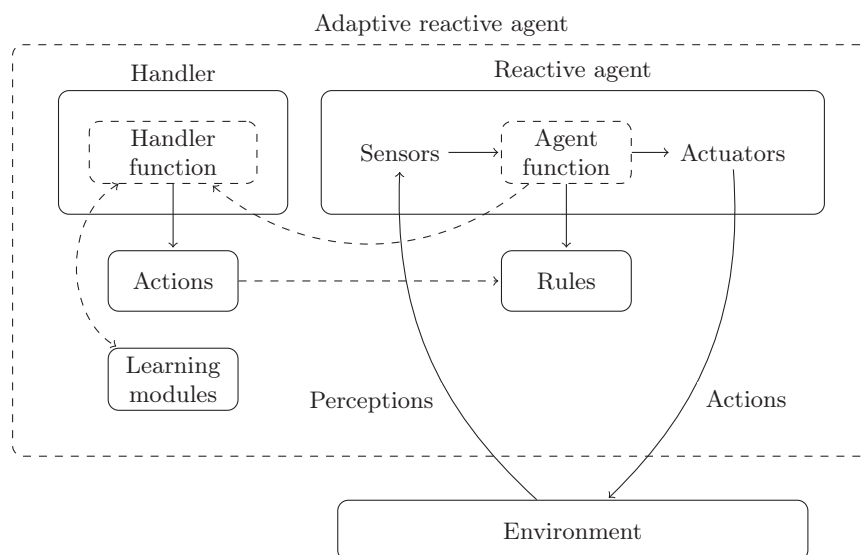 Adaptive reactive agent
Handler
Reactive agent
Handler
function
Sensors
Agent
function
Actuators
Actions
Rules
Learning
modules
Perceptions
Actions
Environment